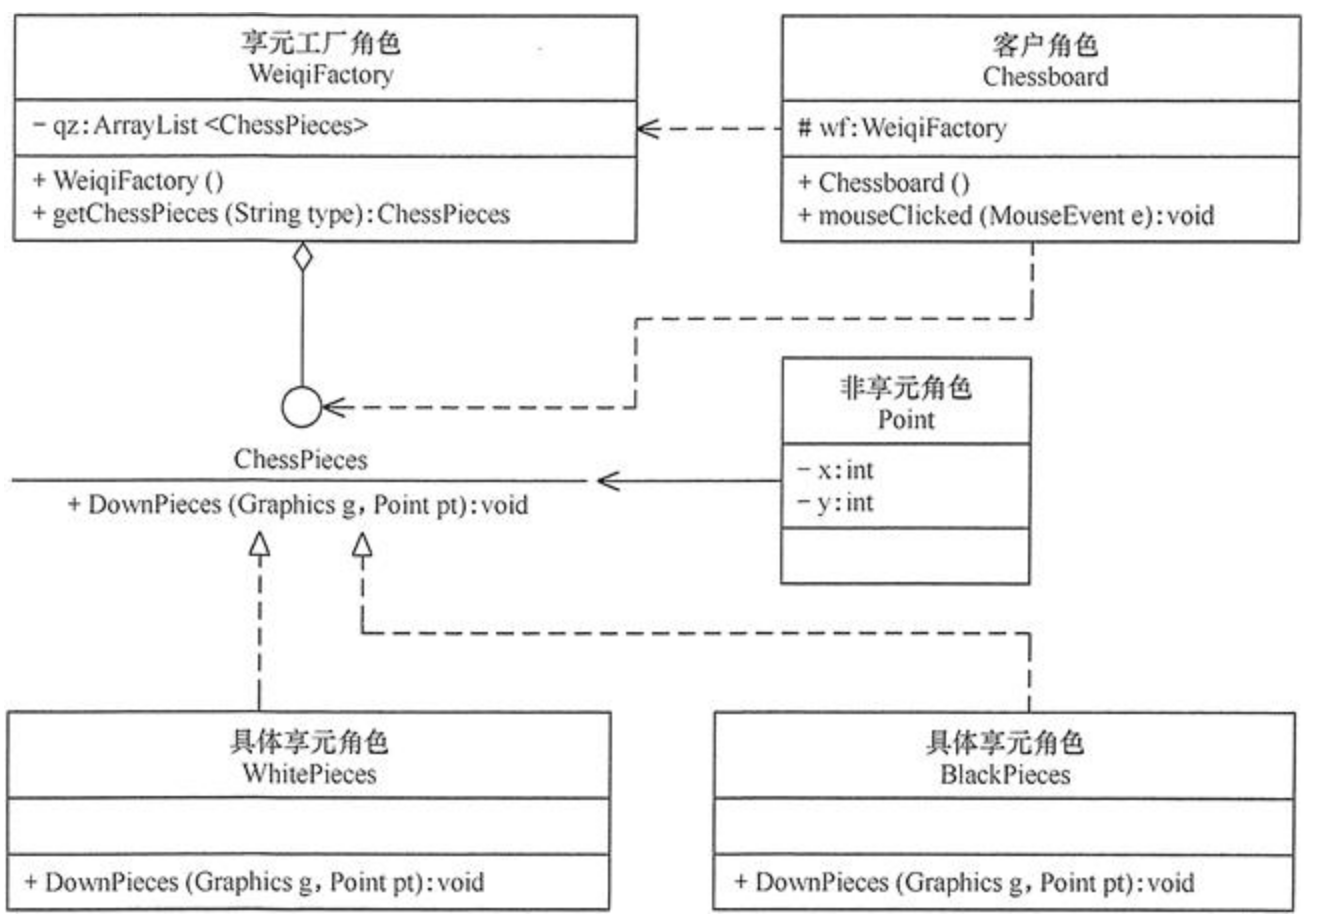 享元工厂角色
WeiqiFactory
- qz:ArrayList <ChessPieces>
+ WeiqiFactory ()
+ getChessPieces (String type):ChessPieces
客户角色
Chessboard
# wf:WeiqiFactory
+ Chessboard ()
+ mouseClicked (MouseEvent e):void
ChessPieces
+ DownPieces (Graphics g, Point pt):void
非享元角色
Point
- x:int
- y:int
具体享元角色
WhitePieces
+ DownPieces (Graphics g, Point pt):void
具体享元角色
BlackPieces
+ DownPieces (Graphics g, Point pt):void